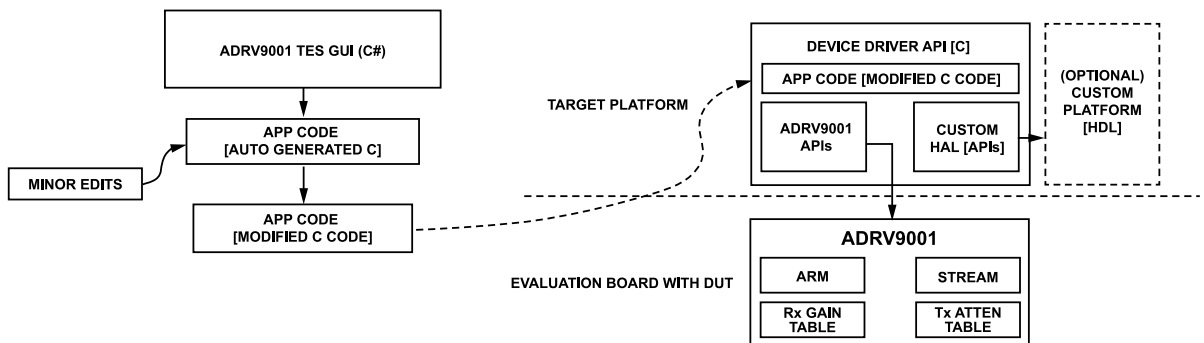 ADRV9001 TES GUI (C#)
APP CODE
[AUTO GENERATED C]
MINOR EDITS
APP CODE
[MODIFIED C CODE]
TARGET PLATFORM
DEVICE DRIVER API [C]
APP CODE [MODIFIED C CODE]
ADRV9001
APIs
CUSTOM
HAL [APIs]
(OPTIONAL)
CUSTOM
PLATFORM
[HDL]
EVALUATION BOARD WITH DUT
ADRV9001
ARM
STREAM
Rx GAIN
TABLE
Tx ATTEN
TABLE